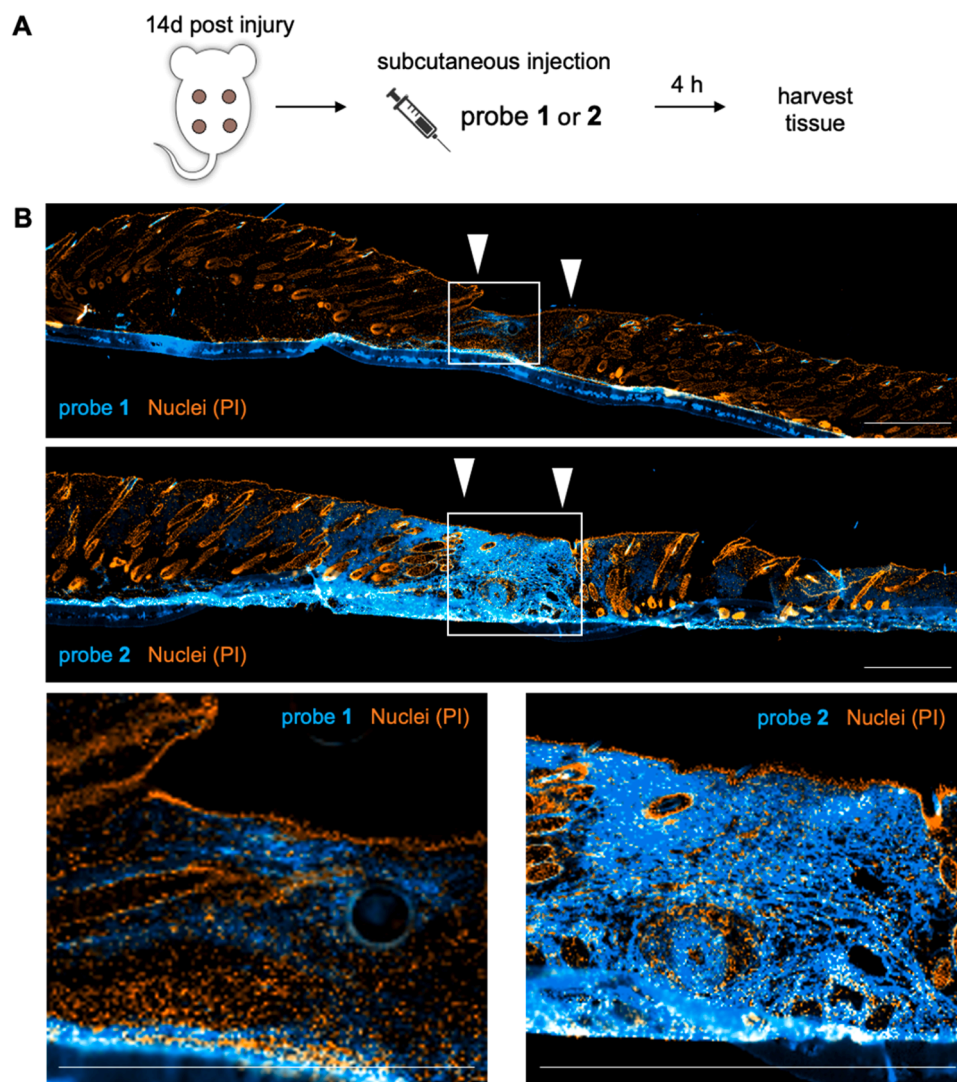 A
14d post injury
subcutaneous injection
probe 1 or 2
4 h
harvest
tissue
B
probe 1 Nuclei (PI)
probe 2 Nuclei (PI)
probe 1 Nuclei (PI)
probe 2 Nuclei (PI)